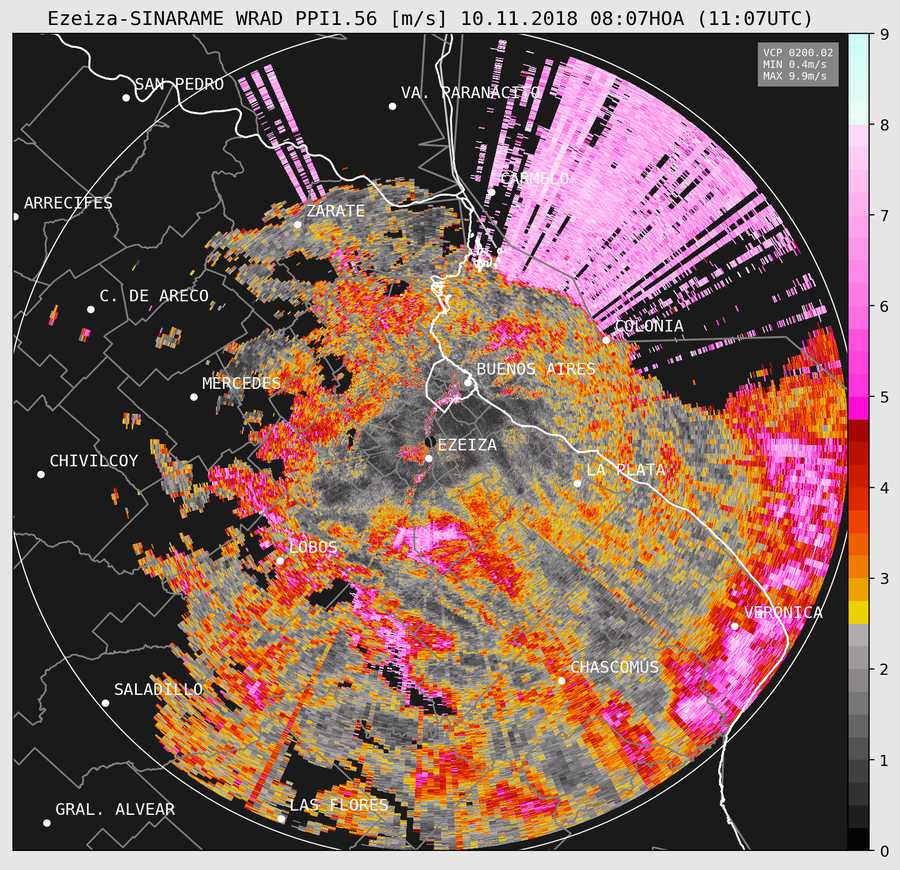 Ezeiza-SINARAME WRAD PPI1.56 [m/s] 10.11.2018 08:07HOA (11:07UTC)
VCP 0200.02
MIN 0.4m/s
MAX 9.9m/s
SAN PEDRO
VA. PARANACITO
CARMELO
ARRECIFES
ZARATE
C. DE ARECO
COLONIA
BUENOS AIRES
MERCEDES
EZEIZA
CHIVILCOY
LA PLATA
LOBOS
VERONICA
CHASCOMUS
SALADILLO
LAS FLORES
GRAL. ALVEAR
9
8
7
6
5
4
3
2
1
0